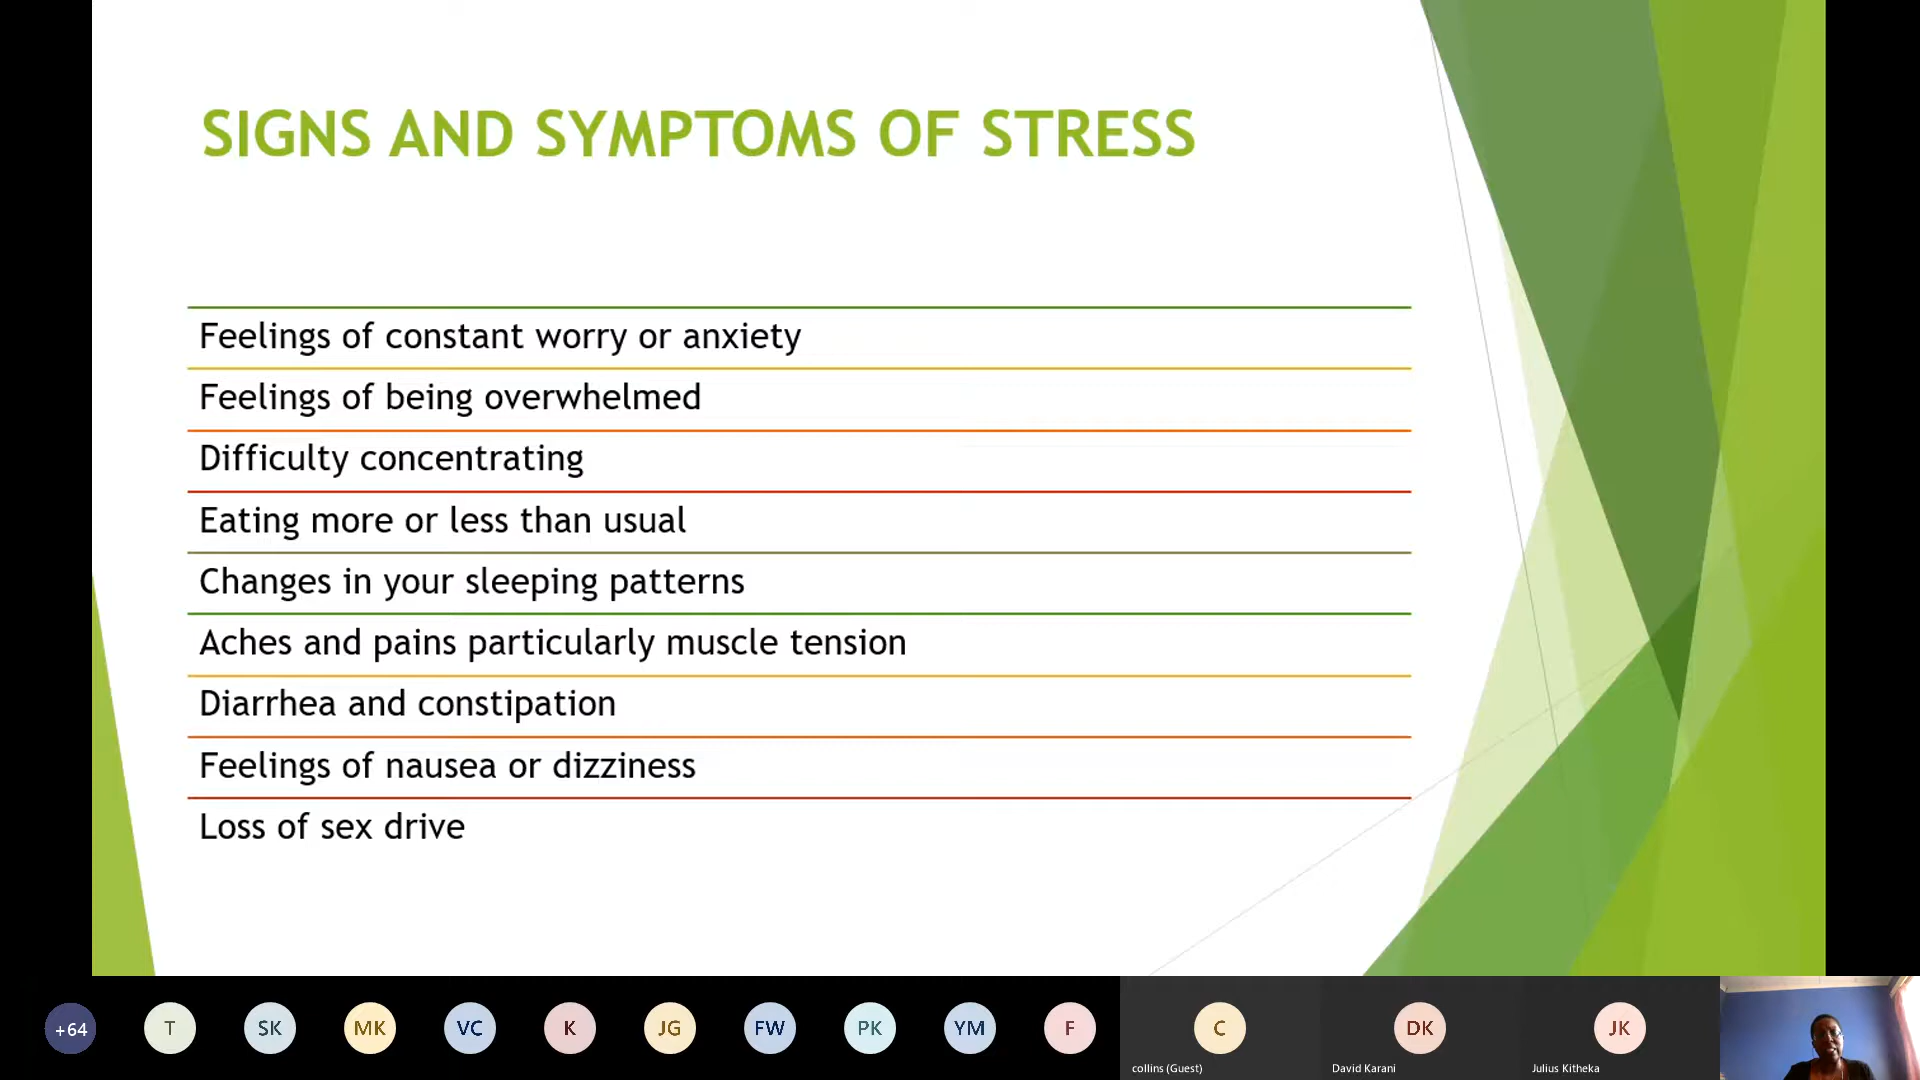 SIGNS AND SYMPTOMS OF STRESS
Feelings of constant worry or anxiety
Feelings of being overwhelmed
Difficulty concentrating
Eating more or less than usual
Changes in your sleeping patterns
Aches and pains particularly muscle tension
Diarrhea and constipation
Feelings of nausea or dizziness
Loss of sex drive
+64
T
SK
MK
VC
K
JG
FW
PK
YM
F
C
DK
JK
collins (Guest)
David Karani
Julius Kitheka